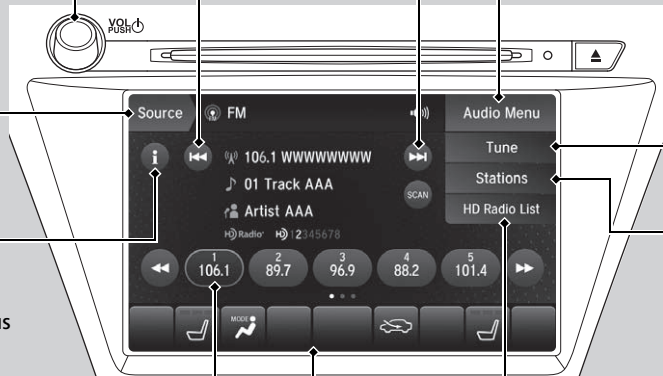 VOL
PUSH
Source FM Audio Menu
106.1 WWWWWWWW Tune
01 Track AAA Stations
SCAN
Artist AAA HD Radio List
HD Radio HD 12345678
1 2 3 4 5
106.1 89.7 96.9 88.2 101.4
MODE
ns